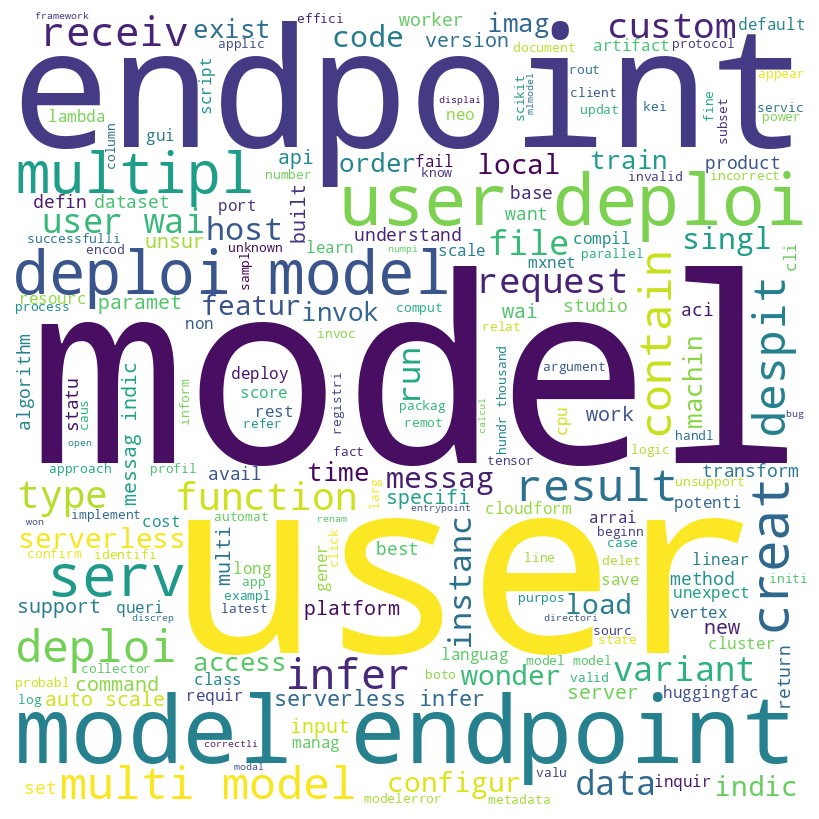 framework
receiv
exist
effici
applic
worker
code
version
imag
document
custom
default
artifact
protocol
endpoint
script
lambda
column
gui
neo
displai
scikit
mlmodel
rout
client
updat
kei
fine
subset
appear
servic
power
multipl
api
number
order
fail
know
local
train
product
invalid
incorrect
defin
dataset
port
built
base
want
user deploi
user wai
host
understand
file
compil
parallel
singl
cli
successfulli
unsur
encod
unknown
sampl
learn
numpi
scale
mxnet
deploi model
request
contain
despit
resourc
process
paramet
featur
invok
wai
studio
aci
machin
non
invoc
comput
relat
model
algorithm
statu
caus
open
messag indic
inform
deploy
score
rest
refer
registri
run
packag
remot
calcul
hundr thousand
argument
cpu
work
handl
logic
unsupport
bug
approach
profil
avail
fact
time
messag
tensor
result
transform
potenti
type
function
specifi
larg
entrypoint
cloudform
creat
won
implement
cost
automat
renam
arrai
beginn
serverless
confirm
identifi
multi
long
app
exampl
latest
gener
click
best
instanc
line
case
delet
linear
method
unexpect
initi
user
serv
support
queri
discrep
platform
purpos
load
save
vertex
directori
sourc
state
new
cluster
deploi
collector
access
class
infer
languag
boto
model model
valid
wonder
variant
server
return
probabl
log
command
auto scale
requir
serverless infer
huggingfac
input
manag
correctli
modal
model endpoint
set
multi model
configur
modelerror
metadata
valu
data
inquir
indic